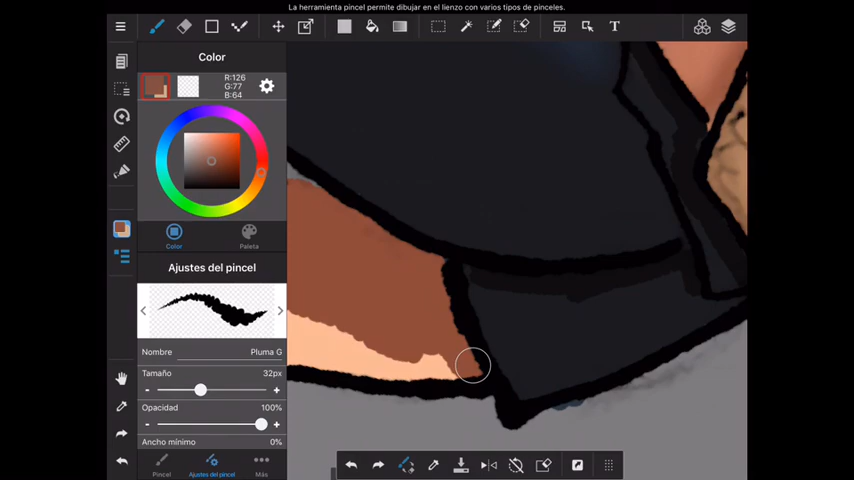 La herramienta pincel permite dibujar en el lienzo con varios tipos de pinceles.
T
Color
R:126
G:77
B:64
Color
Paleta
Ajustes del pincel
Nombre Pluma G
Tamaño 32px
- +
Opacidad 100%
- +
Ancho mínimo 0%
Pincel Ajustes del pincel Más